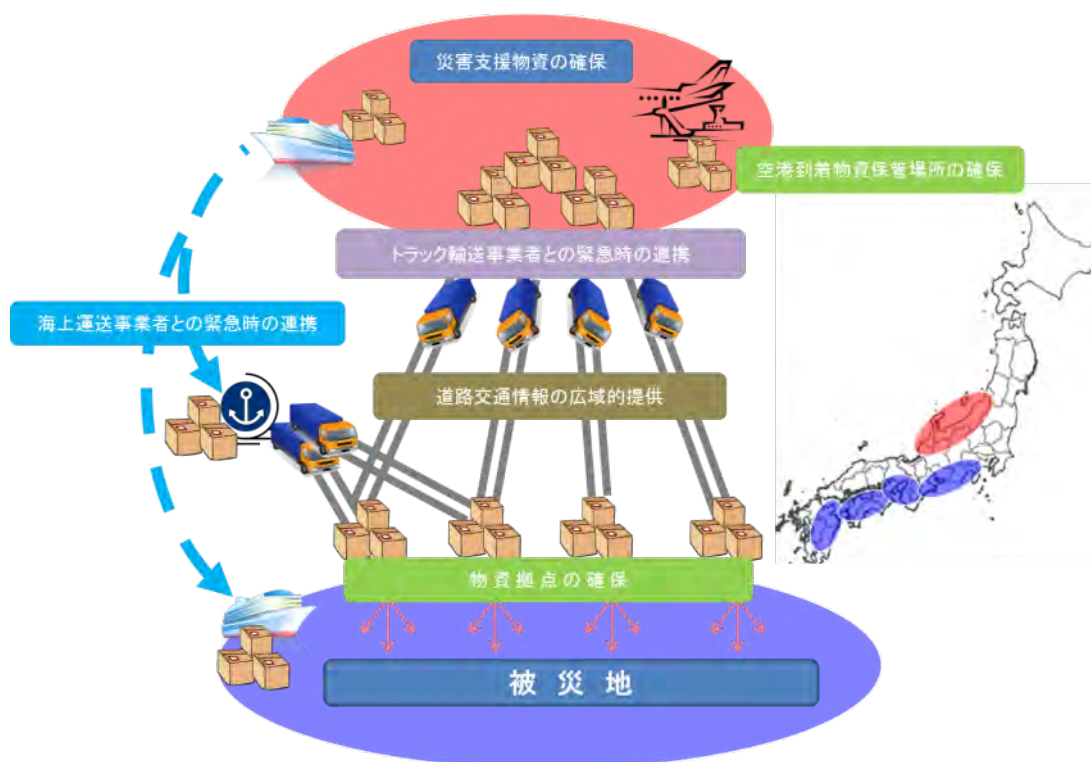 災害支援物資の確保
空港到着物資保管場所の確保
トラック輸送事業者との緊急時の連携
海上運送事業者との緊急時の連携
道路交通情報の広域的提供
物資拠点の確保
被災地